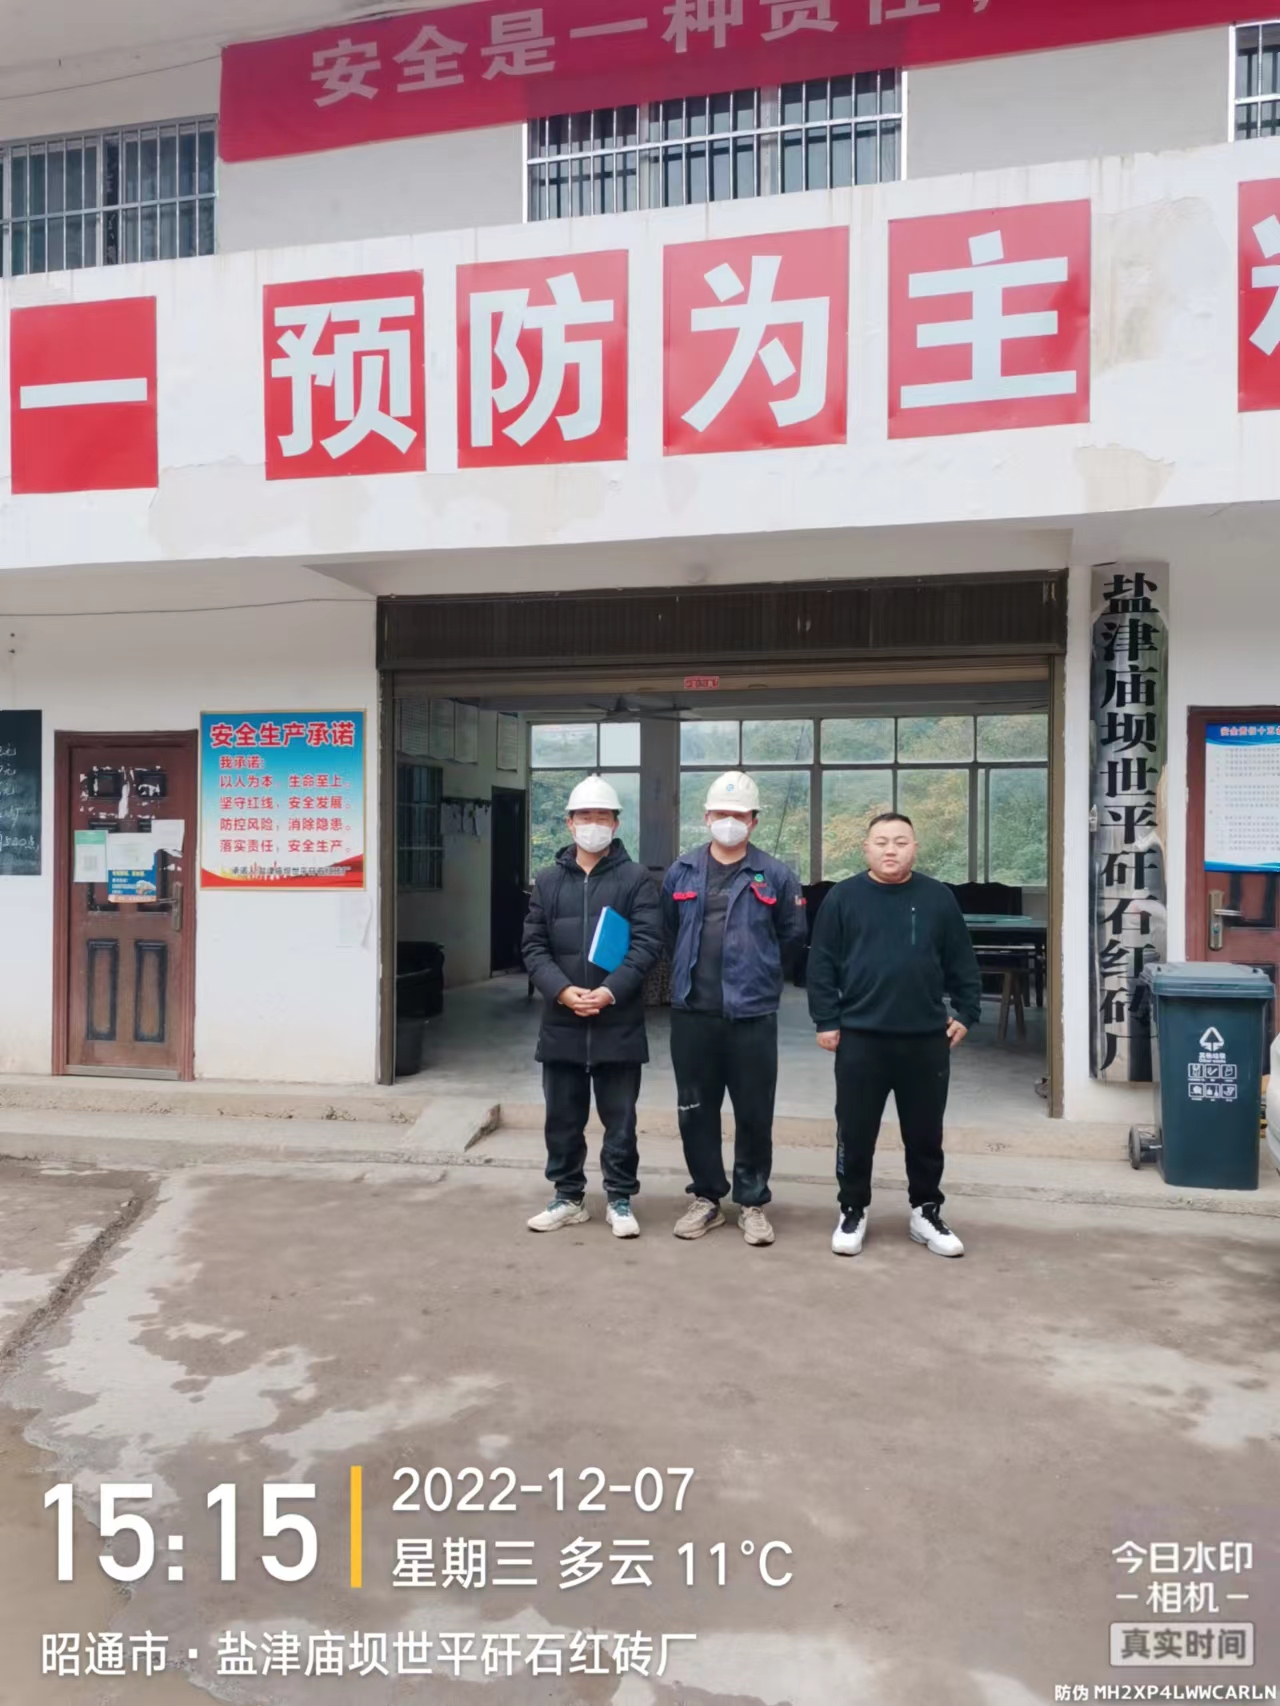 安全是一种责任，
一 预防为主
盐津庙坝世平矸石红砖厂
安全生产承诺
我承诺：
以人为本，生命至上。
坚守红线，安全发展。
防控风险，消除隐患。
落实责任，安全生产。
15:15
2022-12-07
星期三 多云 11°C
昭通市·盐津庙坝世平矸石红砖厂
今日水印
-相机-
真实时间
防伪 MH2XP4LWWCARLN